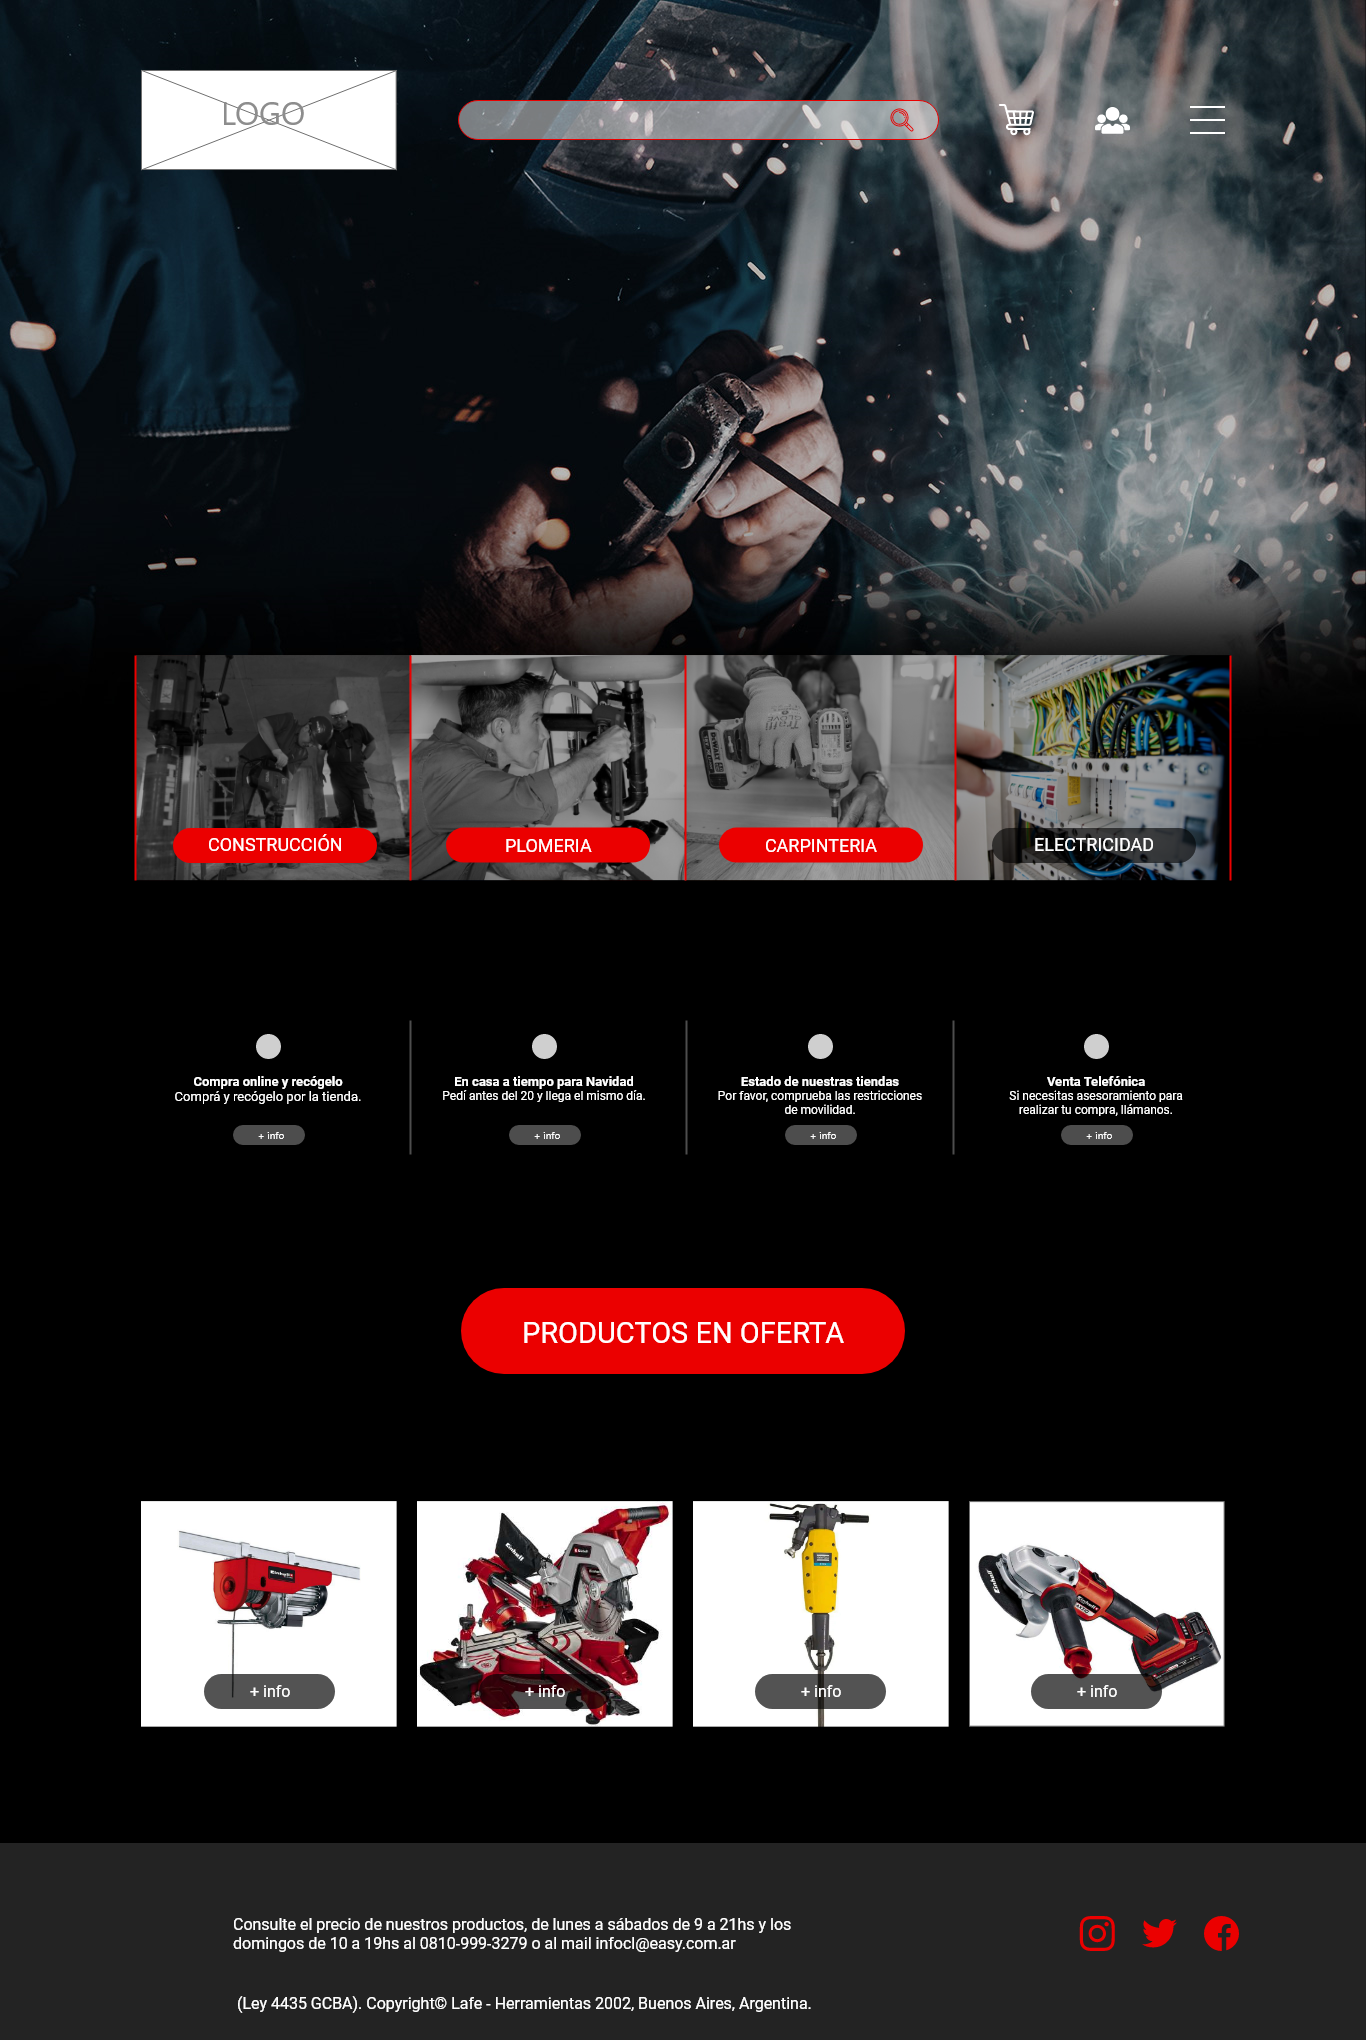 LOGO
CONSTRUCCIÓN
PLOMERIA
CARPINTERIA
ELECTRICIDAD
Compra online y recógelo
Comprá y recógelo por la tienda.
+ info
En casa a tiempo para Navidad
Pedí antes del 20 y llega el mismo día.
+ info
Estado de nuestras tiendas
Por favor, comprueba las restricciones
de movilidad.
+ info
Venta Telefónica
Si necesitas asesoramiento para
realizar tu compra, llámanos.
+ info
PRODUCTOS EN OFERTA
Einhell
+ info
Einhell
+ info
+ info
Einhell
Einhell
+ info
Consulte el precio de nuestros productos, de lunes a sábados de 9 a 21hs y los
domingos de 10 a 19hs al 0810-999-3279 o al mail infocl@easy.com.ar
(Ley 4435 GCBA). Copyright© Lafe - Herramientas 2002, Buenos Aires, Argentina.